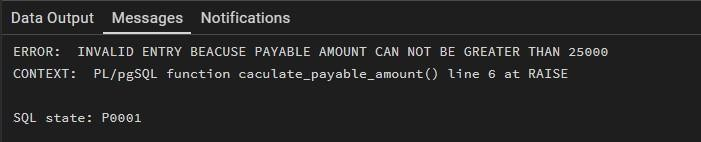 Data Output Messages Notifications
ERROR:  INVALID ENTRY BEACUSE PAYABLE AMOUNT CAN NOT BE GREATER THAN 25000
CONTEXT:  PL/pgSQL function caculate_payable_amount() line 6 at RAISE
SQL state: P0001